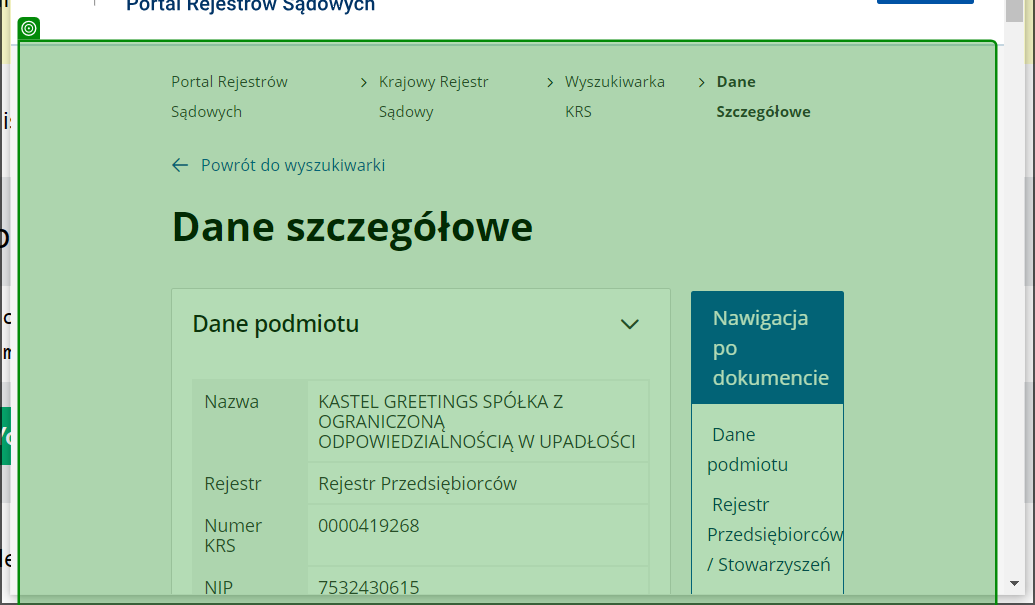 Portal Rejestrów Sądowych
Portal Rejestrów Sądowych
Krajowy Rejestr Sądowy
Wyszukiwarka KRS
Dane Szczegółowe
Powrót do wyszukiwarki
Dane szczegółowe
Dane podmiotu
Nazwa
KASTEL GREETINGS SPÓŁKA Z
OGRANICZONĄ
ODPOWIEDZIALNOŚCIĄ W UPADŁOŚCI
Rejestr
Rejestr Przedsiębiorców
Numer
KRS
0000419268
NIP
7532430615
Nawigacja
po
dokumencie
Dane
podmiotu
Rejestr
Przedsiębiorców
/ Stowarzyszeń